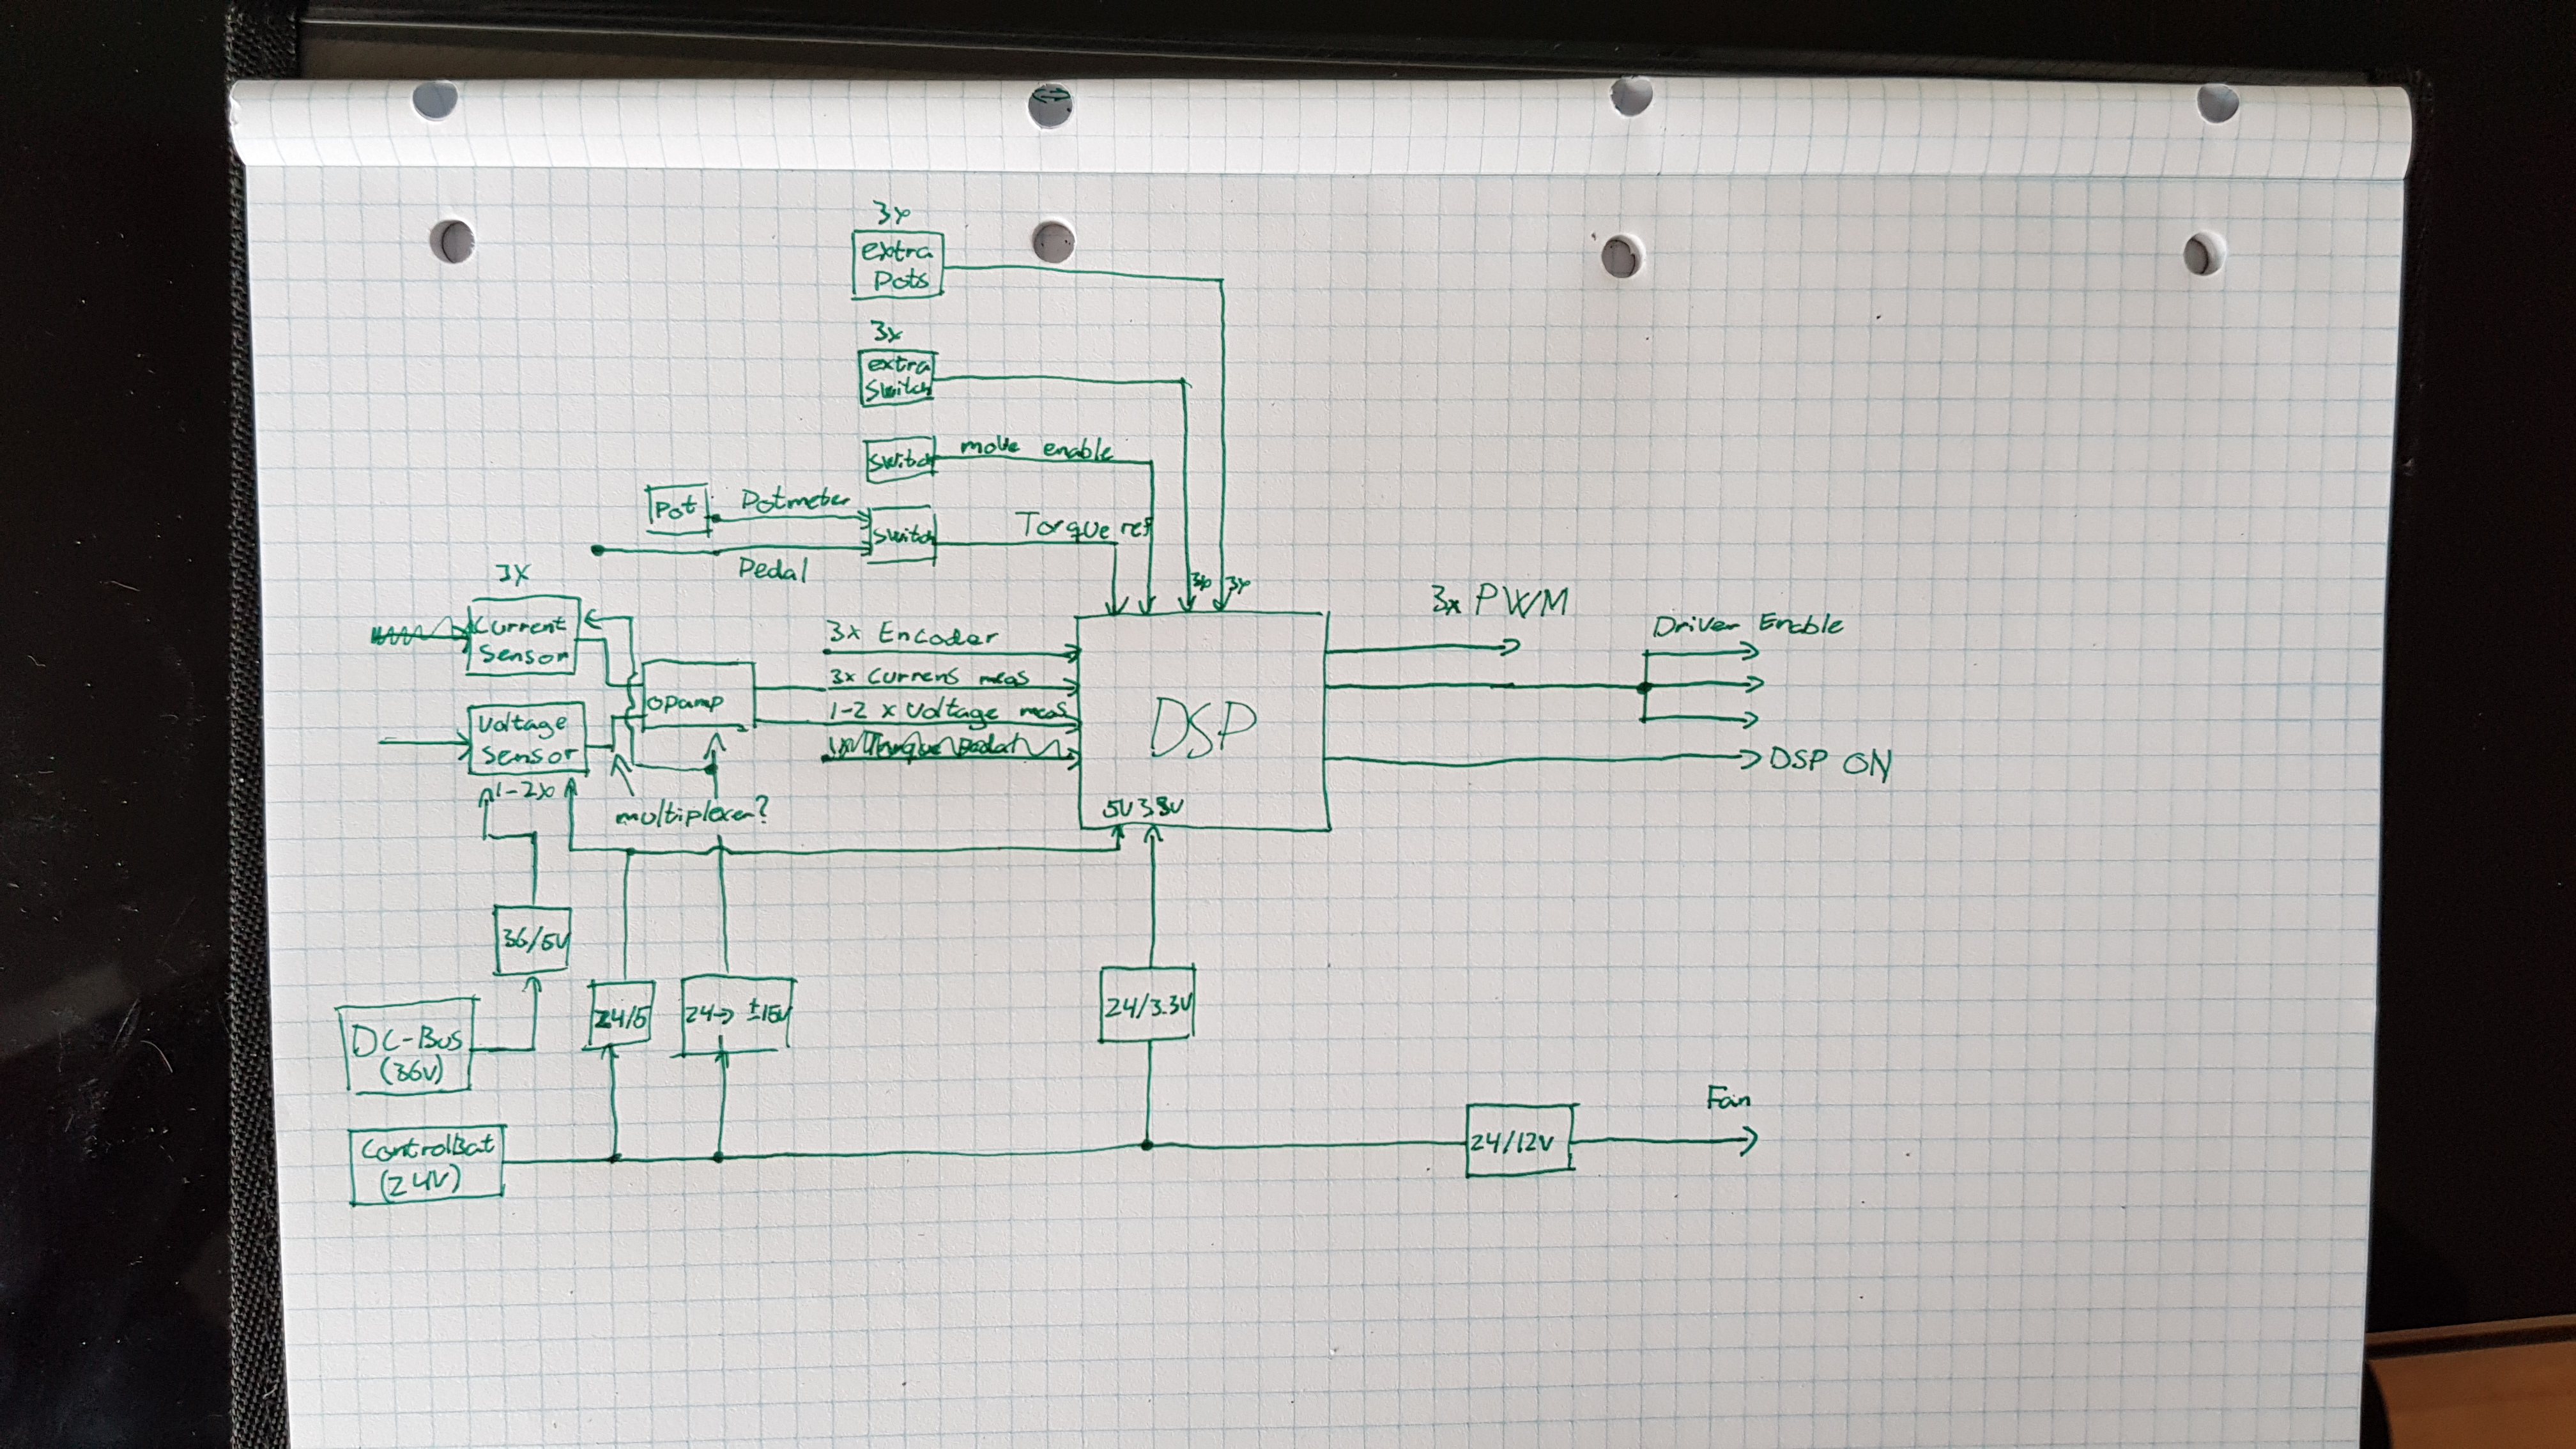 3x
extra
Pots
3x
extra
Switch
Switch
move enable
Pot
Potmeter
Switch
Torque ref
Pedal
3x
3x
3X
Current
Sensor
3x Encoder
3x PWM
Driver Enable
3x Currens meas
opamp
1-2 x Voltage meas
DSP
Voltage
Sensor
DSP ON
1-2x
multiplexer?
5V 3.3V
36/5V
24/5
24→ ±15V
24/3.3V
DC-Bus
(36V)
Fan
ControlBat
(24V)
24/12V